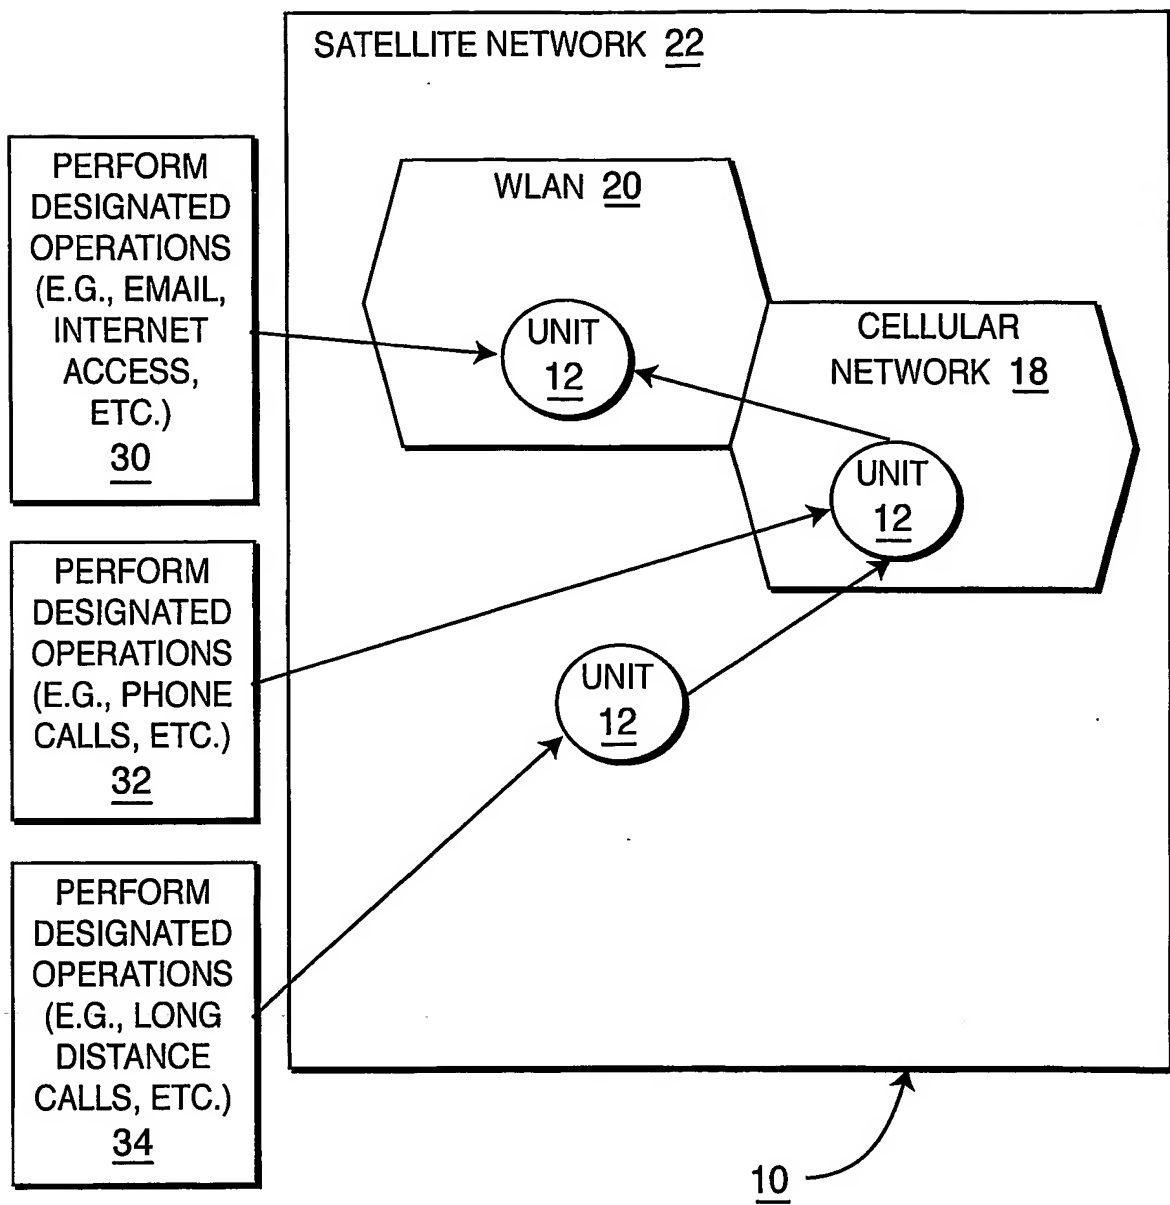 SATELLITE NETWORK 22
PERFORM
DESIGNATED
OPERATIONS
(E.G., EMAIL,
INTERNET
ACCESS,
ETC.)
30
WLAN 20
UNIT
12
CELLULAR
NETWORK 18
UNIT
12
PERFORM
DESIGNATED
OPERATIONS
(E.G., PHONE
CALLS, ETC.)
32
UNIT
12
PERFORM
DESIGNATED
OPERATIONS
(E.G., LONG
DISTANCE
CALLS, ETC.)
34
10